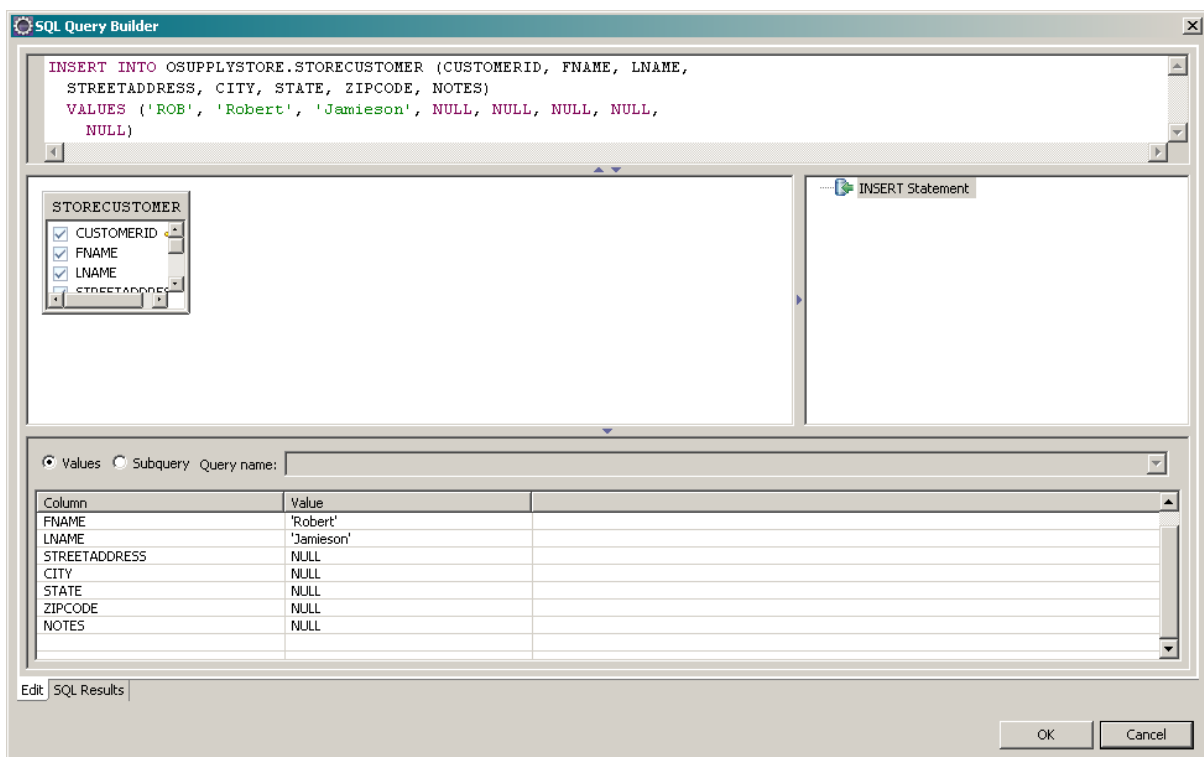 SQL Query Builder
INSERT INTO OSUPPLYSTORE.STORECUSTOMER (CUSTOMERID, FNAME, LNAME,
STREETADDRESS, CITY, STATE, ZIPCODE, NOTES)
VALUES ('ROB', 'Robert', 'Jamieson', NULL, NULL, NULL, NULL,
NULL)
STORECUSTOMER
CUSTOMERID
FNAME
LNAME
STREETADDRES
INSERT Statement
Values Subquery Query name:
Column Value
FNAME 'Robert'
LNAME 'Jamieson'
STREETADDRESS NULL
CITY NULL
STATE NULL
ZIPCODE NULL
NOTES NULL
Edit SQL Results
OK Cancel